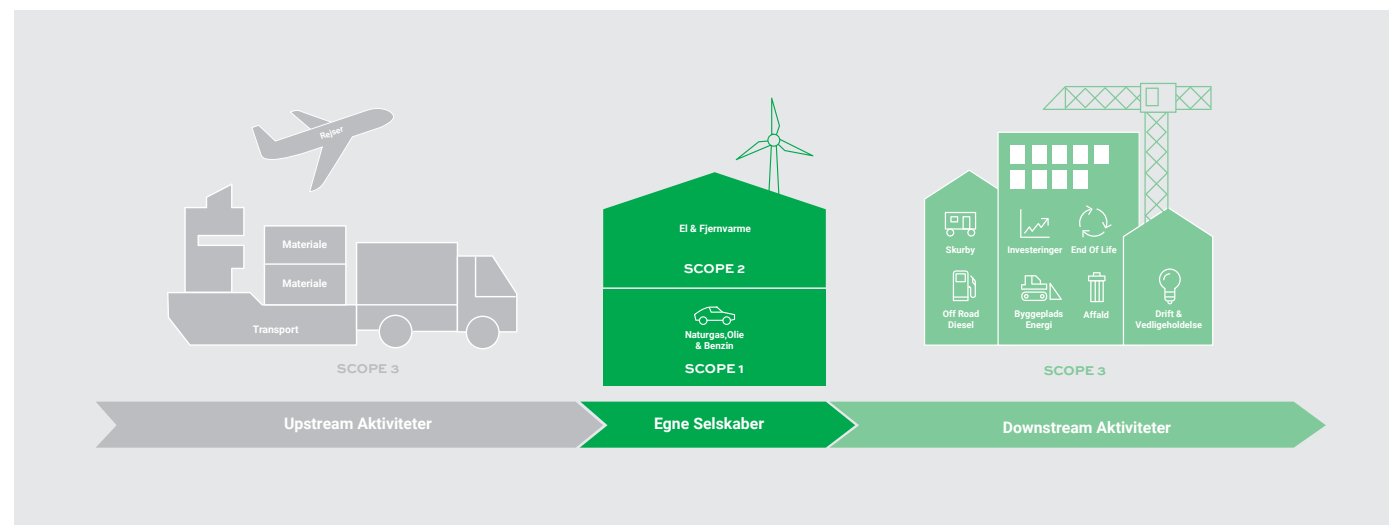 Rejser
Materiale
Materiale
Transport
SCOPE 3
El & Fjernvarme
SCOPE 2
Naturgas,Olie
& Benzin
SCOPE 1
Skurby
Investeringer
End Of Life
Off Road
Diesel
Byggeplads
Energi
Affald
Drift &
Vedligeholdelse
SCOPE 3
Upstream Aktiviteter
Egne Selskaber
Downstream Aktiviteter